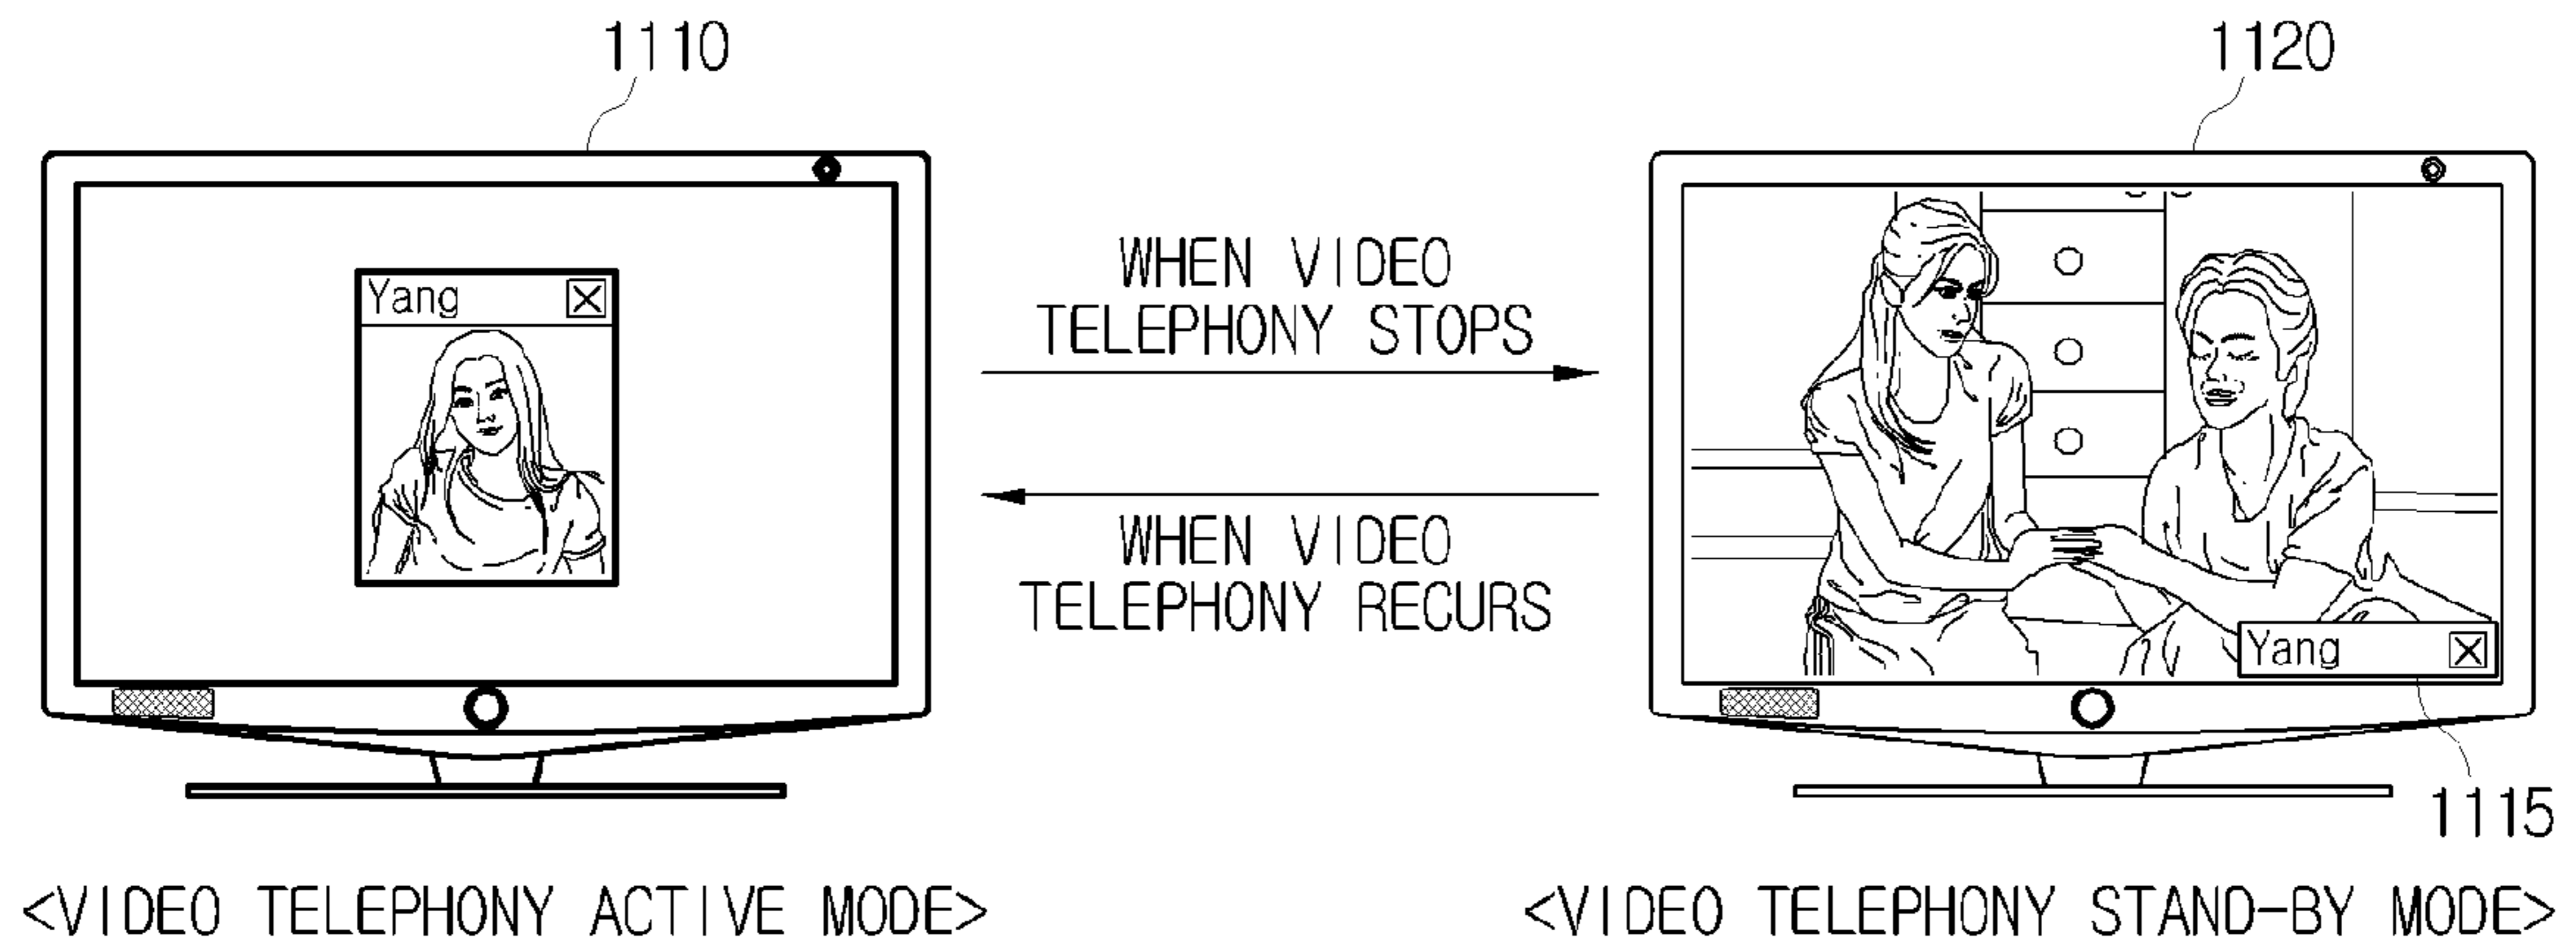 1110
1120
Yang
WHEN VIDEO
TELEPHONY STOPS
WHEN VIDEO
TELEPHONY RECURS
Yang
1115
<VIDEO TELEPHONY ACTIVE MODE>
<VIDEO TELEPHONY STAND-BY MODE>